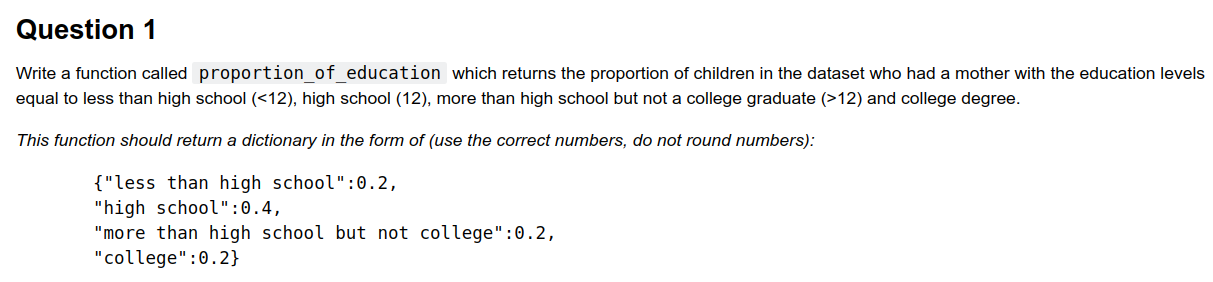 Question 1
Write a function called proportion_of_education which returns the proportion of children in the dataset who had a mother with the education levels
equal to less than high school (<12), high school (12), more than high school but not a college graduate (>12) and college degree.
This function should return a dictionary in the form of (use the correct numbers, do not round numbers):
{"less than high school":0.2,
"high school":0.4,
"more than high school but not college":0.2,
"college":0.2}